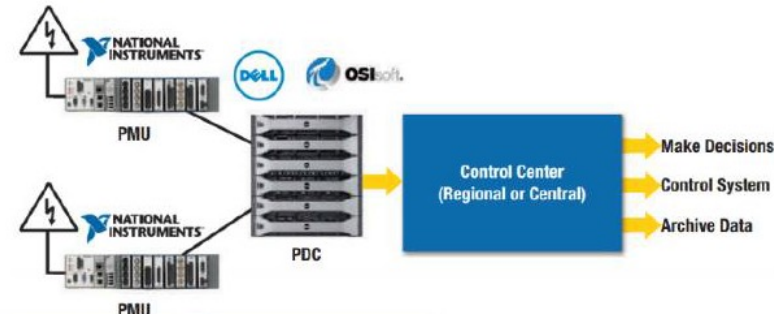 NATIONAL
INSTRUMENTS
DELL
OSIsoft.
PMU
Control Center
(Regional or Central)
Make Decisions
Control System
Archive Data
NATIONAL
INSTRUMENTS
PDC
PMU